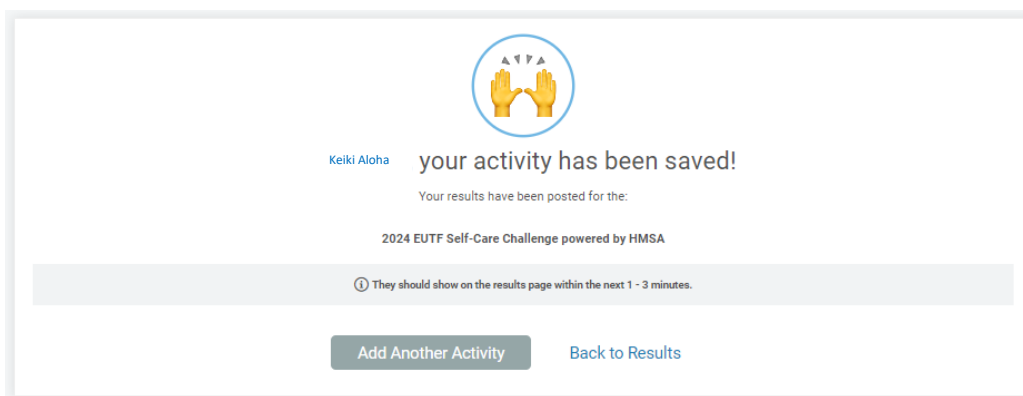 Keiki Aloha your activity has been saved!
Your results have been posted for the:
2024 EUTF Self-Care Challenge powered by HMSA
They should show on the results page within the next 1 - 3 minutes.
Add Another Activity Back to Results